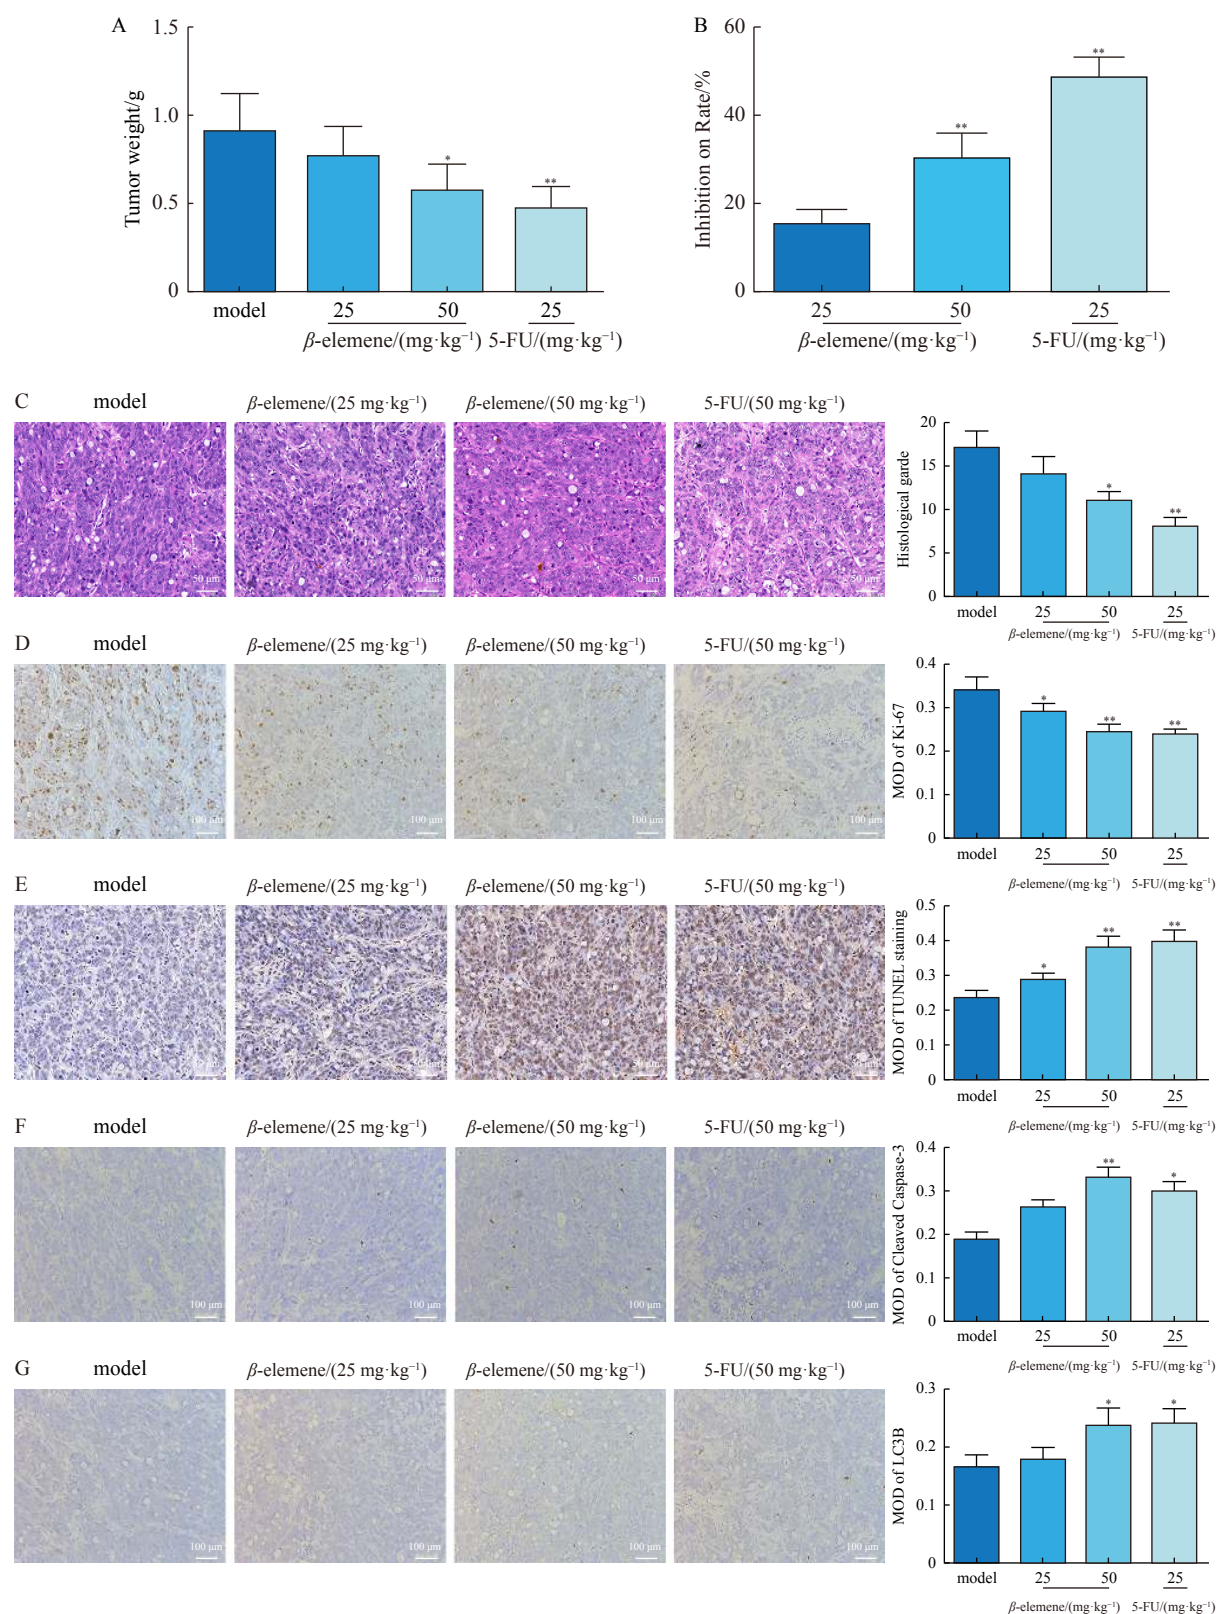 A
B
Tumor weight/g
1.5
1.0
0.5
0
* **
model 25 50 25
β-elemene/(mg·kg⁻¹) 5-FU/(mg·kg⁻¹)
Inhibition on Rate/%
60
40
20
0
** **
25 50 25
β-elemene/(mg·kg⁻¹) 5-FU/(mg·kg⁻¹)
C
model β-elemene/(25 mg·kg⁻¹) β-elemene/(50 mg·kg⁻¹) 5-FU/(50 mg·kg⁻¹)
50 μm 50 μm 50 μm 50 μm
Histological garde
20
15
10
5
0
* **
model 25 50 25
β-elemene/(mg·kg⁻¹) 5-FU/(mg·kg⁻¹)
D
model β-elemene/(25 mg·kg⁻¹) β-elemene/(50 mg·kg⁻¹) 5-FU/(50 mg·kg⁻¹)
100 μm 100 μm 100 μm 100 μm
MOD of Ki-67
0.4
0.3
0.2
0.1
0
* ** **
model 25 50 25
β-elemene/(mg·kg⁻¹) 5-FU/(mg·kg⁻¹)
E
model β-elemene/(25 mg·kg⁻¹) β-elemene/(50 mg·kg⁻¹) 5-FU/(50 mg·kg⁻¹)
MOD of TUNEL staining
0.5
0.4
0.3
0.2
0.1
0
* ** **
model 25 50 25
β-elemene/(mg·kg⁻¹) 5-FU/(mg·kg⁻¹)
F
model β-elemene/(25 mg·kg⁻¹) β-elemene/(50 mg·kg⁻¹) 5-FU/(50 mg·kg⁻¹)
100 μm 100 μm 100 μm 100 μm
MOD of Cleaved Caspase-3
0.4
0.3
0.2
0.1
0
** *
model 25 50 25
β-elemene/(mg·kg⁻¹) 5-FU/(mg·kg⁻¹)
G
model β-elemene/(25 mg·kg⁻¹) β-elemene/(50 mg·kg⁻¹) 5-FU/(50 mg·kg⁻¹)
100 μm 100 μm 100 μm 100 μm
MOD of LC3B
0.3
0.2
0.1
0
* *
model 25 50 25
β-elemene/(mg·kg⁻¹) 5-FU/(mg·kg⁻¹)